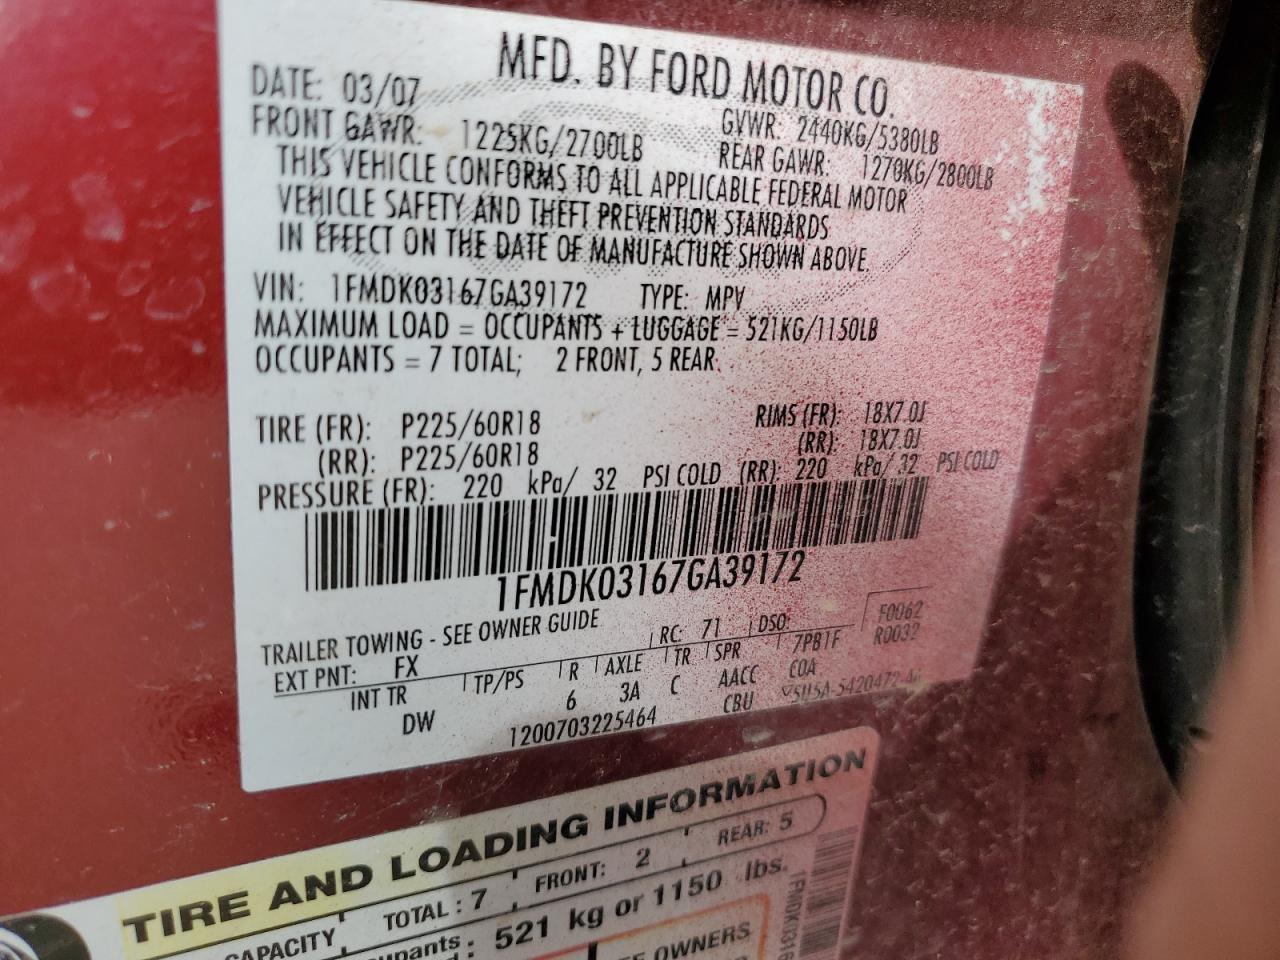 MFD. BY FORD MOTOR CO.
DATE: 03/07
GVWR: 2440KG/5380LB
FRONT GAWR: 1225KG/2700LB
REAR GAWR: 1270KG/2800LB
THIS VEHICLE CONFORMS TO ALL APPLICABLE FEDERAL MOTOR
VEHICLE SAFETY AND THEFT PREVENTION STANDARDS
IN EFFECT ON THE DATE OF MANUFACTURE SHOWN ABOVE.
VIN: 1FMDK03167GA39172 TYPE: MPV
MAXIMUM LOAD = OCCUPANTS + LUGGAGE = 521KG/1150LB
OCCUPANTS = 7 TOTAL; 2 FRONT, 5 REAR
TIRE (FR): P225/60R18 RIMS (FR): 18X7.0J
(RR): P225/60R18 (RR): 18X7.0J
PRESSURE (FR): 220 kPa/ 32 PSI COLD (RR): 220 kPa/ 32 PSI COLD
1FMDK03167GA39172
TRAILER TOWING - SEE OWNER GUIDE
EXT PNT: FX RC: 71 DSO: F0062
INT TR TP/PS R AXLE TR SPR 7PB1F R0032
DW 6 3A C AACC COA
1200703225464 CBU
TIRE AND LOADING INFORMATION
CAPACITY TOTAL: 7 FRONT: 2 REAR: 5
521 kg or 1150 lbs.
OWNERS